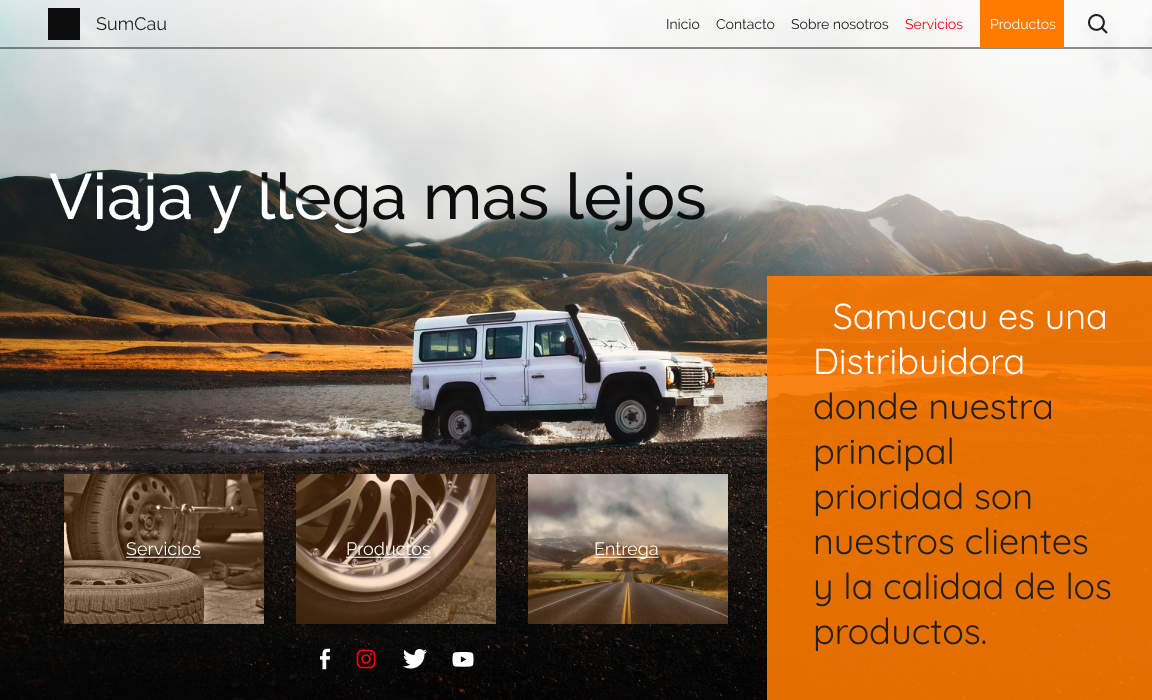 SumCau
Inicio Contacto Sobre nosotros Servicios Productos
Viaja y llega mas lejos
Samucau es una
Distribuidora
donde nuestra
principal
prioridad son
nuestros clientes
y la calidad de los
productos.
Servicios Productos Entrega